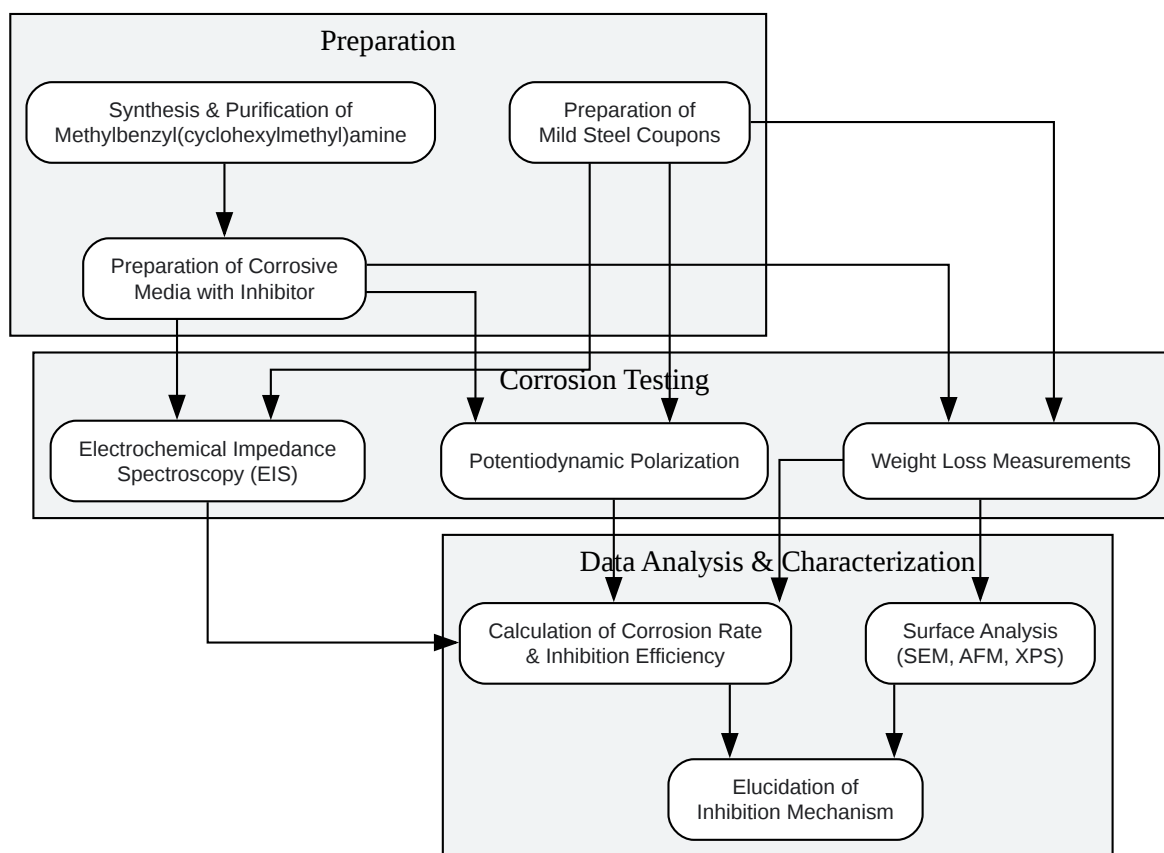 Preparation
Synthesis & Purification of
Methylbenzyl(cyclohexylmethyl)amine
Preparation of
Mild Steel Coupons
Preparation of Corrosive
Media with Inhibitor
Corrosion Testing
Electrochemical Impedance
Spectroscopy (EIS)
Potentiodynamic Polarization
Weight Loss Measurements
Data Analysis & Characterization
Calculation of Corrosion Rate
& Inhibition Efficiency
Surface Analysis
(SEM, AFM, XPS)
Elucidation of
Inhibition Mechanism